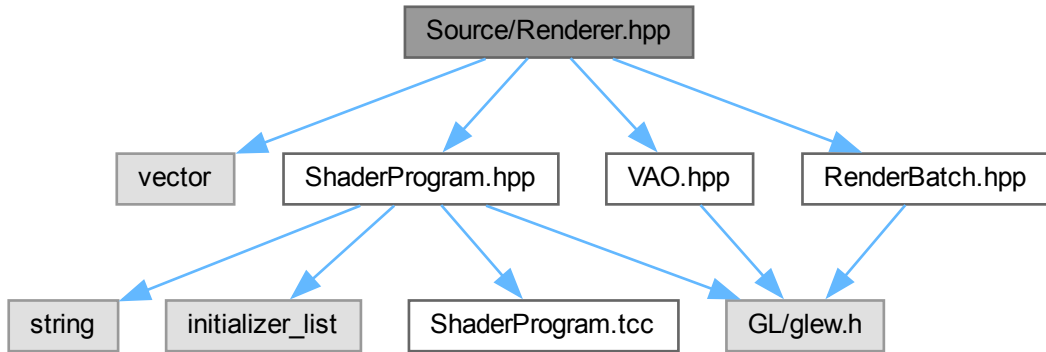 Source/Renderer.hpp
vector
ShaderProgram.hpp
VAO.hpp
RenderBatch.hpp
string
initializer_list
ShaderProgram.tcc
GL/glew.h